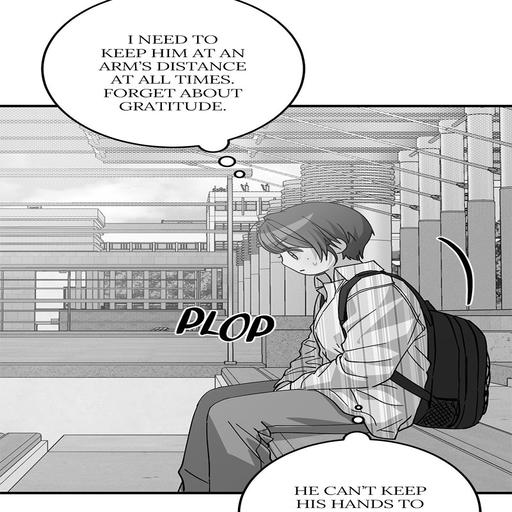 I NEED TO
KEEP HIM AT AN
ARM'S DISTANCE
AT ALL TIMES.
FORGET ABOUT
GRATITUDE.
PLOP
HE CAN'T KEEP
HIS HANDS TO